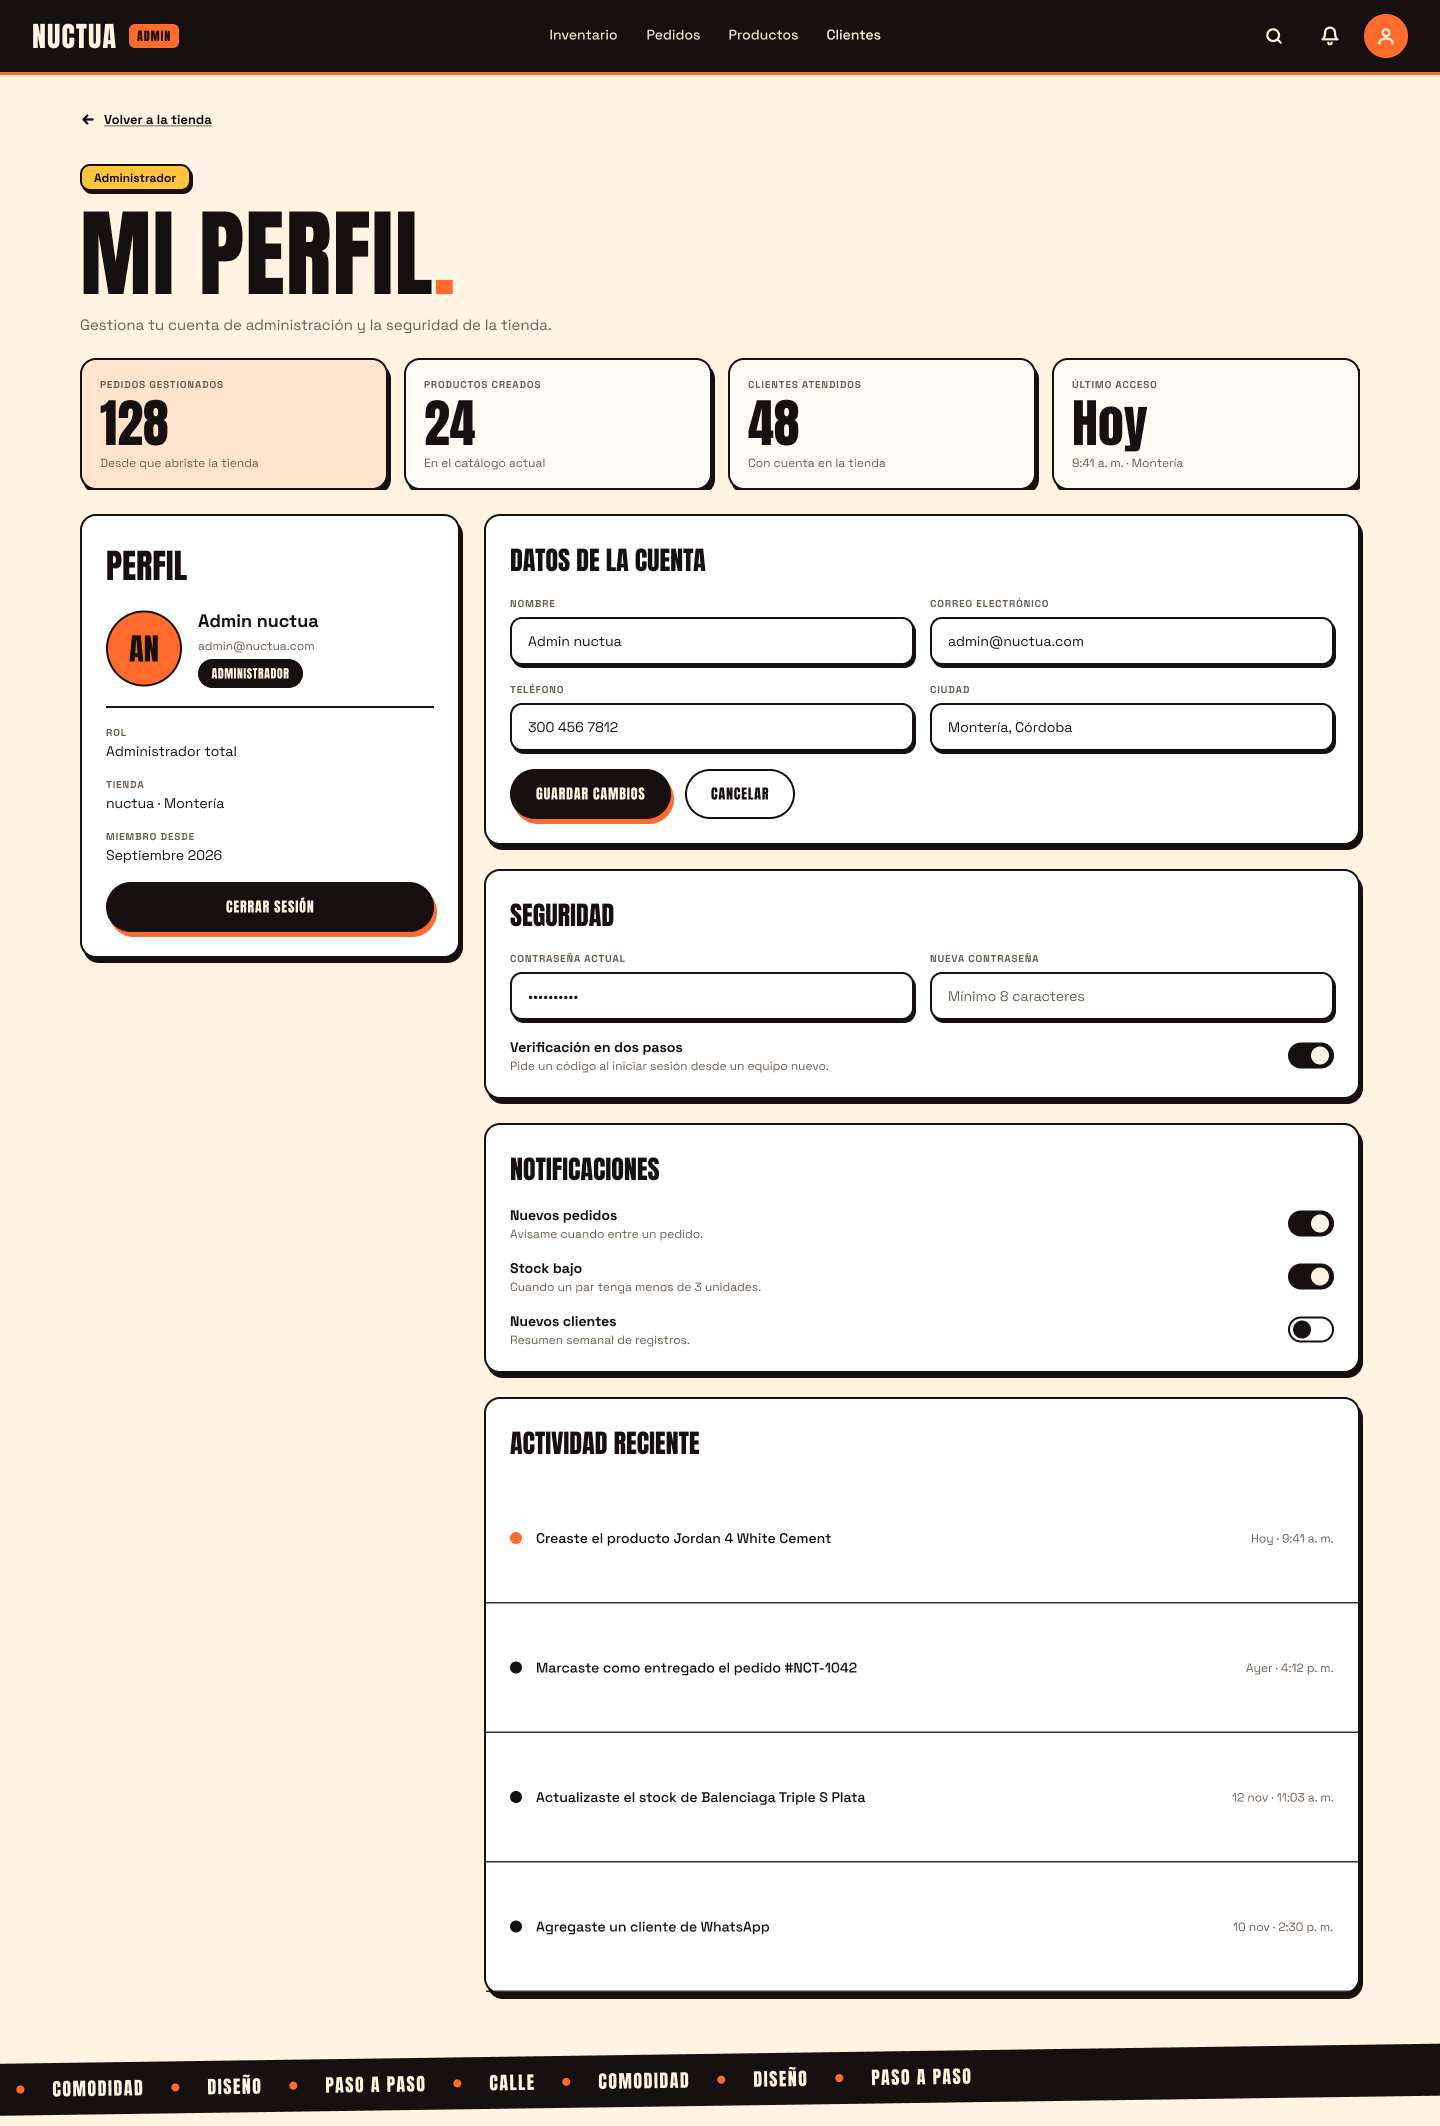 NUCTUA ADMIN Inventario Pedidos Productos Clientes
Volver a la tienda
Administrador
MI PERFIL.
Gestiona tu cuenta de administración y la seguridad de la tienda.
PEDIDOS GESTIONADOS
128
Desde que abriste la tienda
PRODUCTOS CREADOS
24
En el catálogo actual
CLIENTES ATENDIDOS
48
Con cuenta en la tienda
ÚLTIMO ACCESO
Hoy
9:41 a. m. · Montería
PERFIL
AN
Admin nuctua
admin@nuctua.com
ADMINISTRADOR
ROL
Administrador total
TIENDA
nuctua · Montería
MIEMBRO DESDE
Septiembre 2026
CERRAR SESIÓN
DATOS DE LA CUENTA
NOMBRE
Admin nuctua
CORREO ELECTRÓNICO
admin@nuctua.com
TELÉFONO
300 456 7812
CIUDAD
Montería, Córdoba
GUARDAR CAMBIOS
CANCELAR
SEGURIDAD
CONTRASEÑA ACTUAL
••••••••••
NUEVA CONTRASEÑA
Mínimo 8 caracteres
Verificación en dos pasos
Pide un código al iniciar sesión desde un equipo nuevo.
NOTIFICACIONES
Nuevos pedidos
Avísame cuando entre un pedido.
Stock bajo
Cuando un par tenga menos de 3 unidades.
Nuevos clientes
Resumen semanal de registros.
ACTIVIDAD RECIENTE
Creaste el producto Jordan 4 White Cement Hoy · 9:41 a. m.
Marcaste como entregado el pedido #NCT-1042 Ayer · 4:12 p. m.
Actualizaste el stock de Balenciaga Triple S Plata 12 nov · 11:03 a. m.
Agregaste un cliente de WhatsApp 10 nov · 2:30 p. m.
• COMODIDAD • DISEÑO • PASO A PASO • CALLE • COMODIDAD • DISEÑO • PASO A PASO